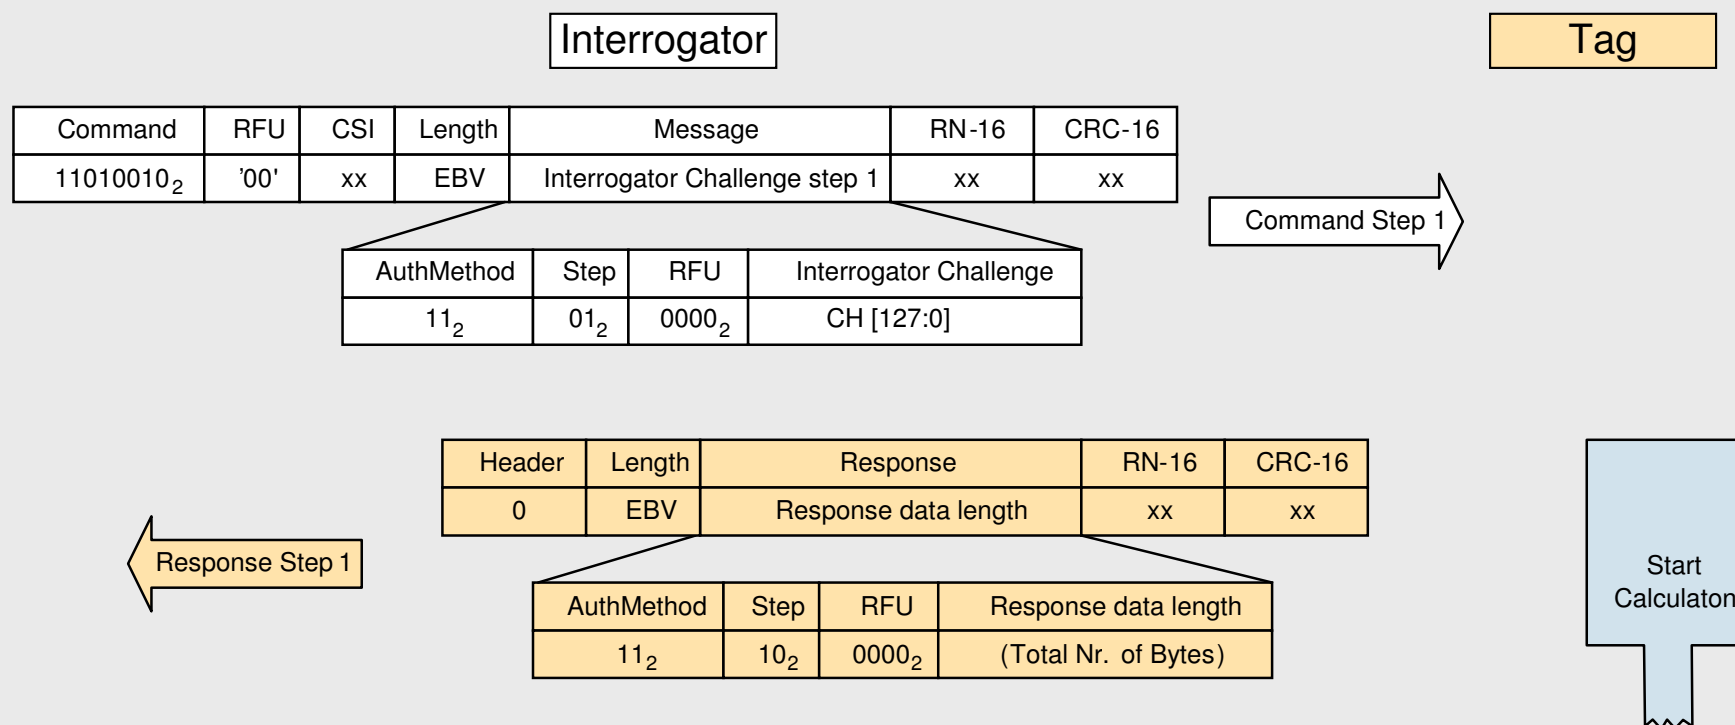 Interrogator Tag
Command RFU CSI Length Message RN-16 CRC-16
11010010₂ '00' xx EBV Interrogator Challenge step 1 xx xx
Command Step 1
AuthMethod Step RFU Interrogator Challenge
11₂ 01₂ 0000₂ CH [127:0]
Header Length Response RN-16 CRC-16
0 EBV Response data length xx xx
Response Step 1
Start
Calculaton
AuthMethod Step RFU Response data length
11₂ 10₂ 0000₂ (Total Nr. of Bytes)